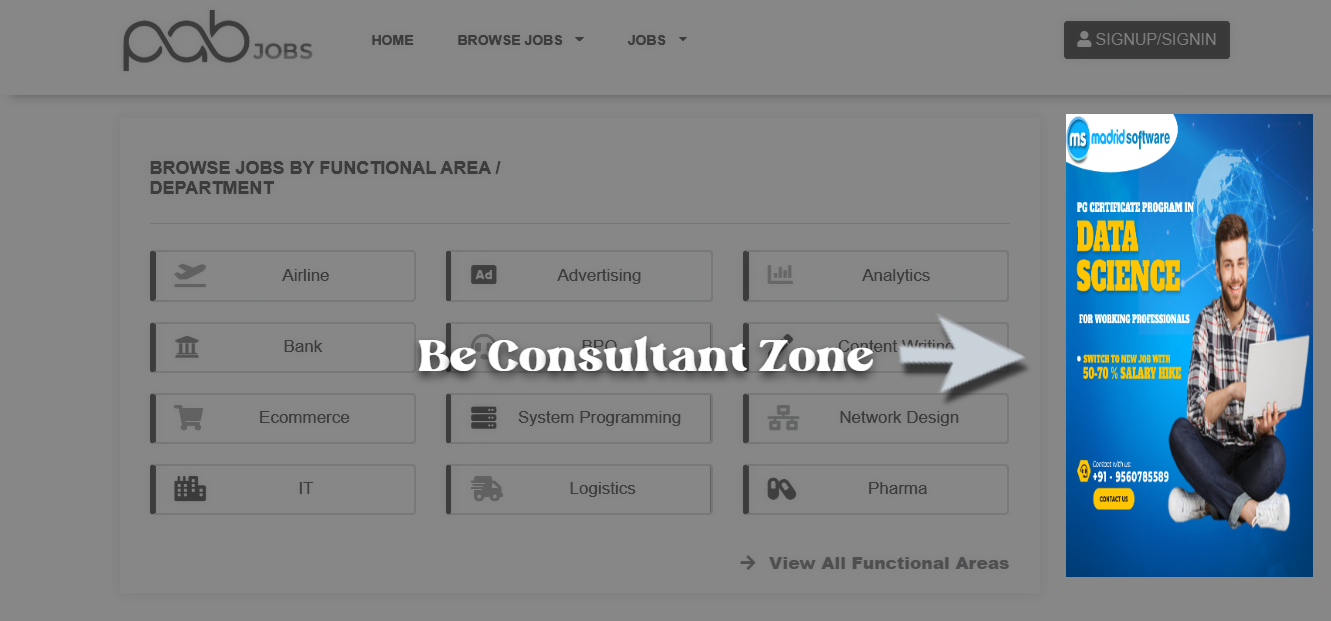 pab JOBS
HOME
BROWSE JOBS
JOBS
SIGNUP/SIGNIN
BROWSE JOBS BY FUNCTIONAL AREA /
DEPARTMENT
Airline
Ad
Advertising
Analytics
Bank
BPO
Content Writing
Be Consultant Zone
Ecommerce
System Programming
Network Design
IT
Logistics
Pharma
View All Functional Areas
ms madridsoftware
PG CERTIFICATE PROGRAM IN
DATA
SCIENCE
FOR WORKING PROFESSIONALS
SWITCH TO NEW JOB WITH
50-70 % SALARY HIKE
Contact with us:
+91 - 9560785589
CONTACT US